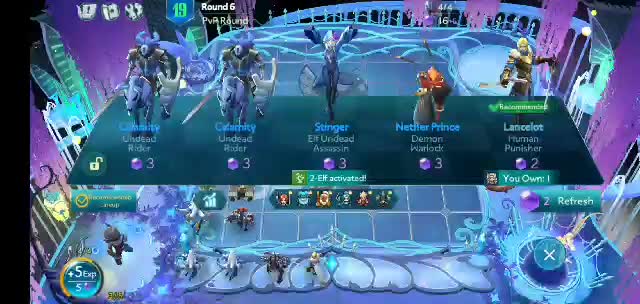 19
Round 6
PvP Round
4/4
16
Recommended
Calamity
Undead
Rider
3
Calamity
Undead
Rider
3
Stinger
Elf Undead
Assassin
3
Nether Prince
Demon
Warlock
3
Lancelot
Human
Punisher
2
2-Elf activated!
You Own: 1
Recommended
Lineup
2 Refresh
+5 Exp
5